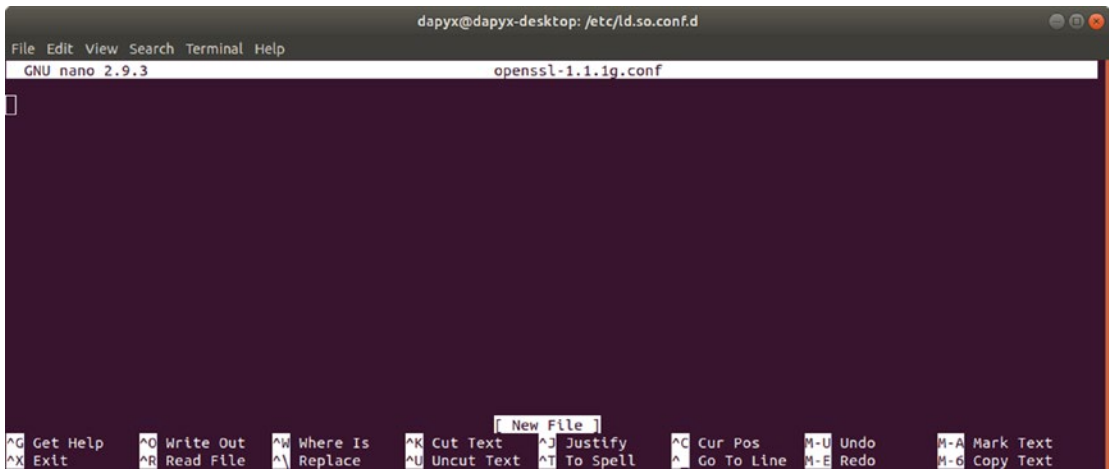 dapyx@dapyx-desktop: /etc/ld.so.conf.d
File Edit View Search Terminal Help
GNU nano 2.9.3 openssl-1.1.1g.conf
[ New File ]
^G Get Help ^O Write Out ^W Where Is ^K Cut Text ^J Justify ^C Cur Pos M-U Undo M-A Mark Text
^X Exit ^R Read File ^\ Replace ^U Uncut Text ^T To Spell ^_ Go To Line M-E Redo M-6 Copy Text